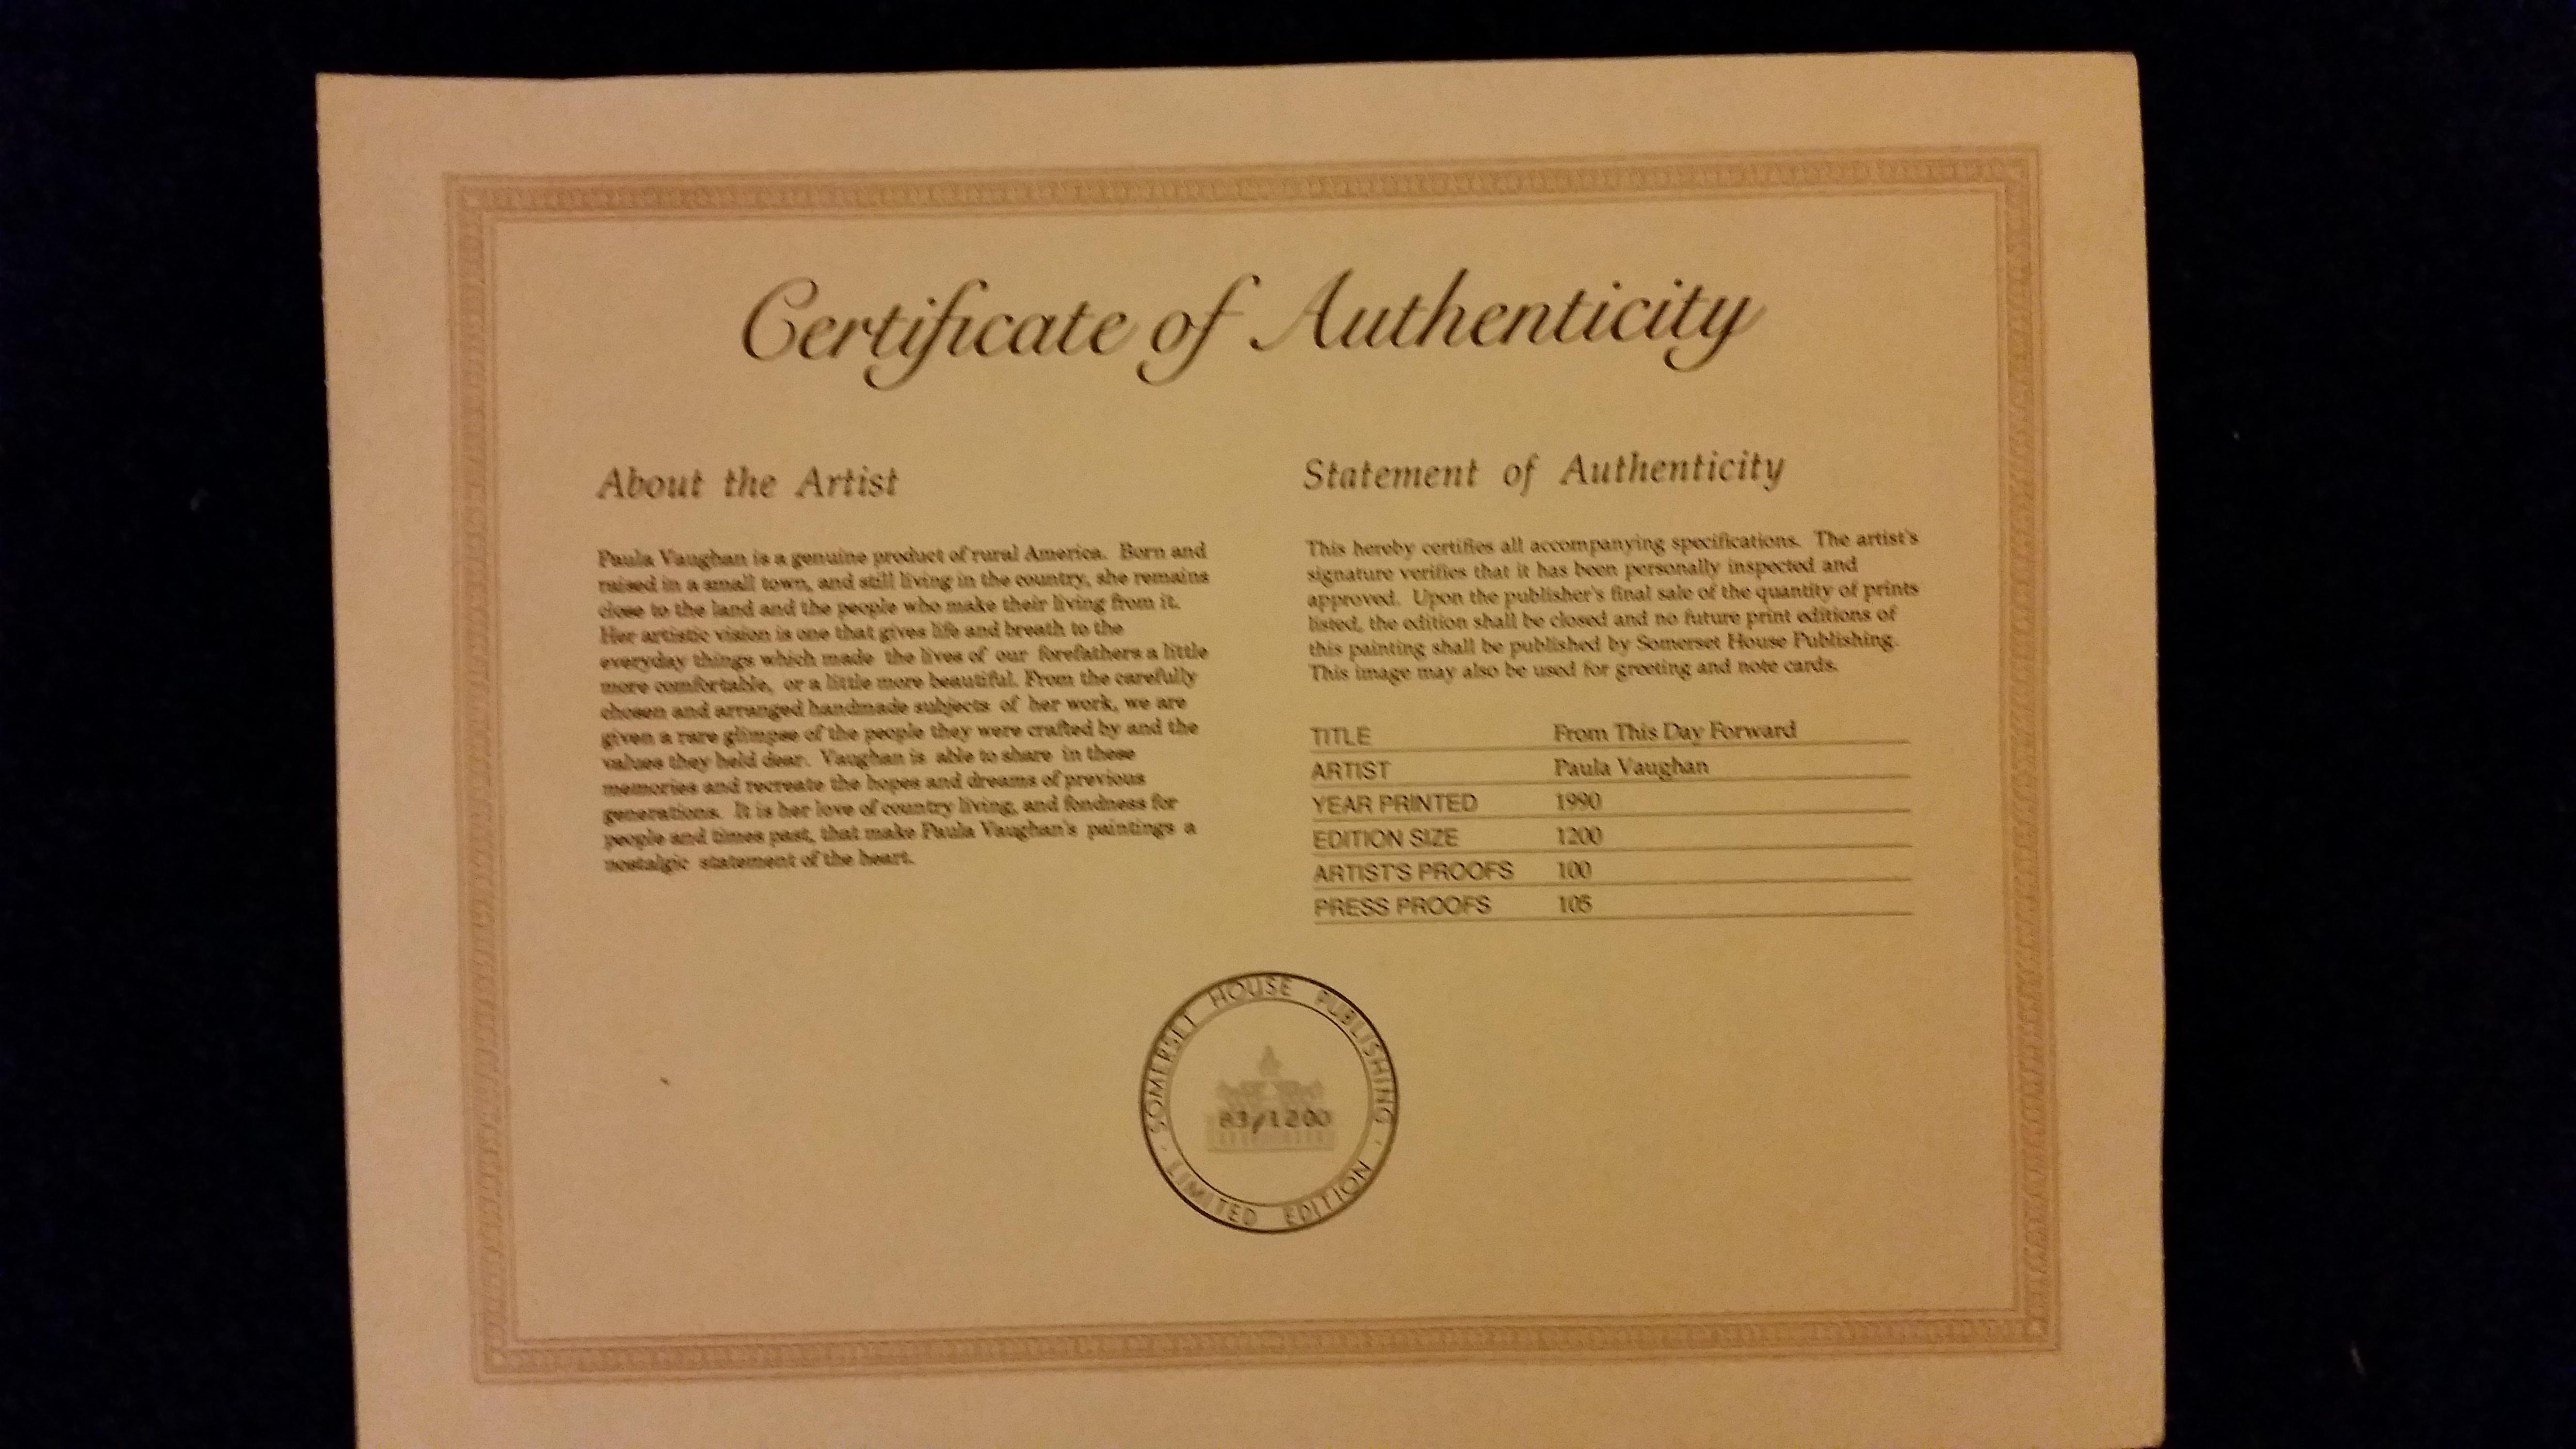 Certificate of Authenticity
About the Artist
Paula Vaughan is a genuine product of rural America. Born and
raised in a small town, and still living in the country, she remains
close to the land and the people who make their living from it.
Her artistic vision is one that gives life and breath to the
everyday things which made the lives of our forefathers a little
more comfortable, or a little more beautiful. From the carefully
chosen and arranged handmade subjects of her work, we are
given a rare glimpse of the people they were crafted by and the
values they held dear. Vaughan is able to share in these
memories and recreate the hopes and dreams of previous
generations. It is her love of country living, and fondness for
people and times past, that make Paula Vaughan's paintings a
nostalgic statement of the heart.
Statement of Authenticity
This hereby certifies all accompanying specifications. The artist's
signature verifies that it has been personally inspected and
approved. Upon the publisher's final sale of the quantity of prints
listed, the edition shall be closed and no future print editions of
this painting shall be published by Somerset House Publishing.
This image may also be used for greeting and note cards.
TITLE From This Day Forward
ARTIST Paula Vaughan
YEAR PRINTED 1990
EDITION SIZE 1200
ARTIST'S PROOFS 100
PRESS PROOFS 105
SOMERSET HOUSE PUBLISHING
83/1200
LIMITED EDITION